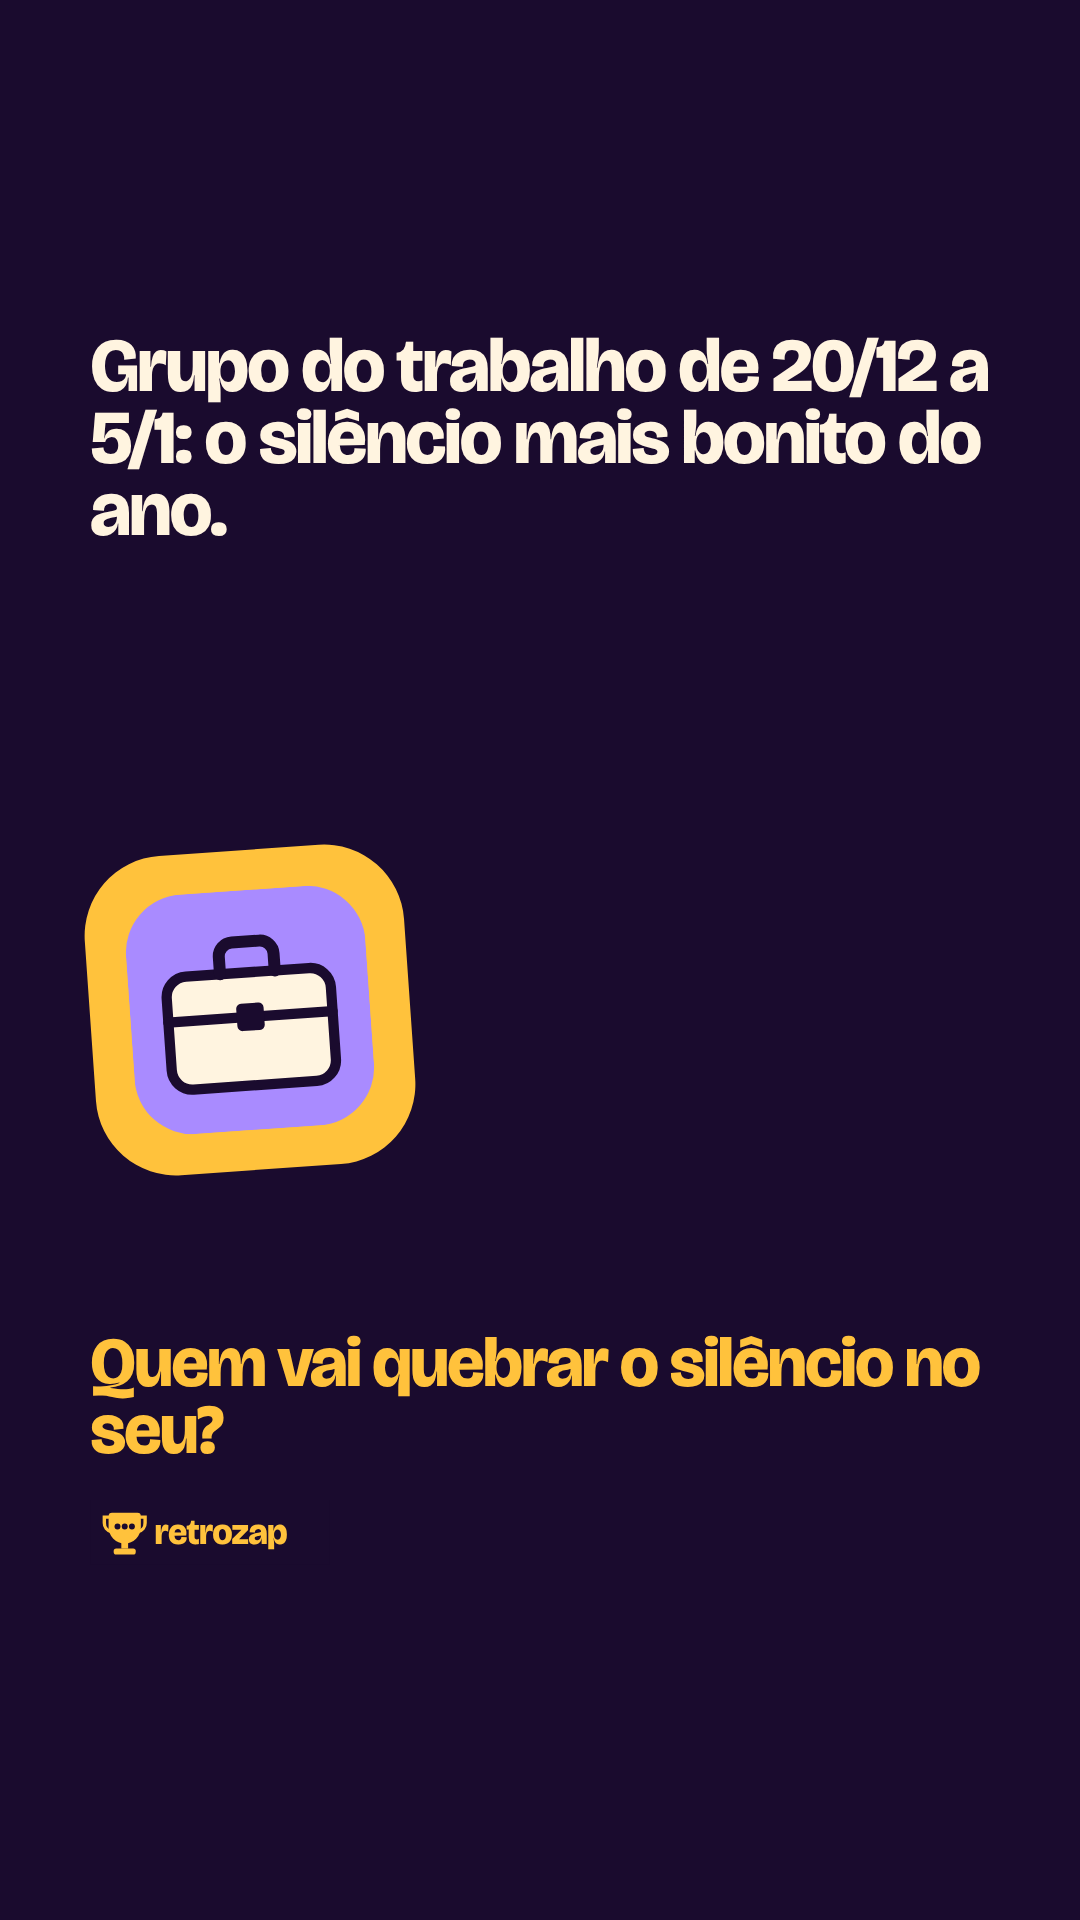 Grupo do trabalho de 20/12 a
5/1: o silêncio mais bonito do
ano.
Quem vai quebrar o silêncio no
seu?
retrozap